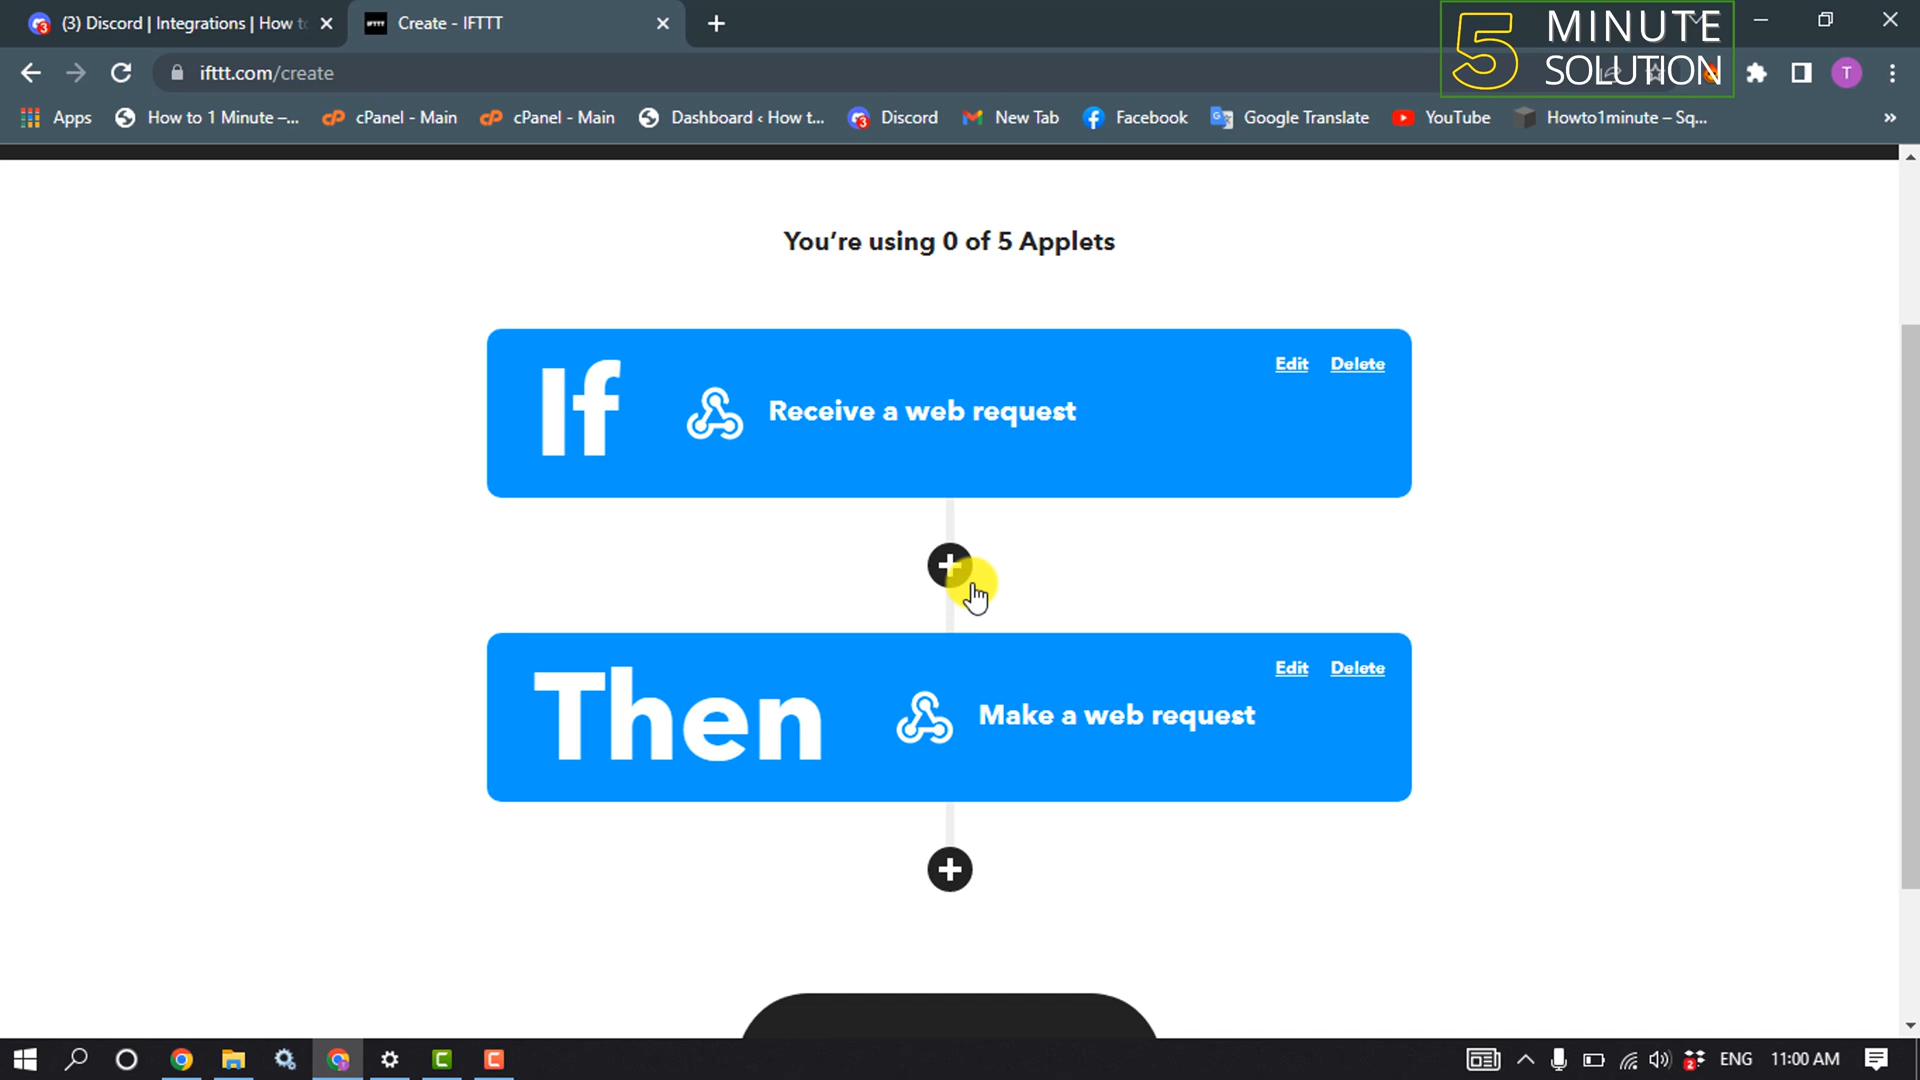 (3) Discord | Integrations | How to
Create - IFTTT
5 MINUTE SOLUTION
ifttt.com/create
T
Apps
How to 1 Minute –...
cPanel - Main
cPanel - Main
Dashboard ‹ How t...
Discord
New Tab
Facebook
Google Translate
YouTube
Howto1minute – Sq...
»
You’re using 0 of 5 Applets
If
Receive a web request
Edit
Delete
Then
Make a web request
Edit
Delete
ENG
11:00 AM